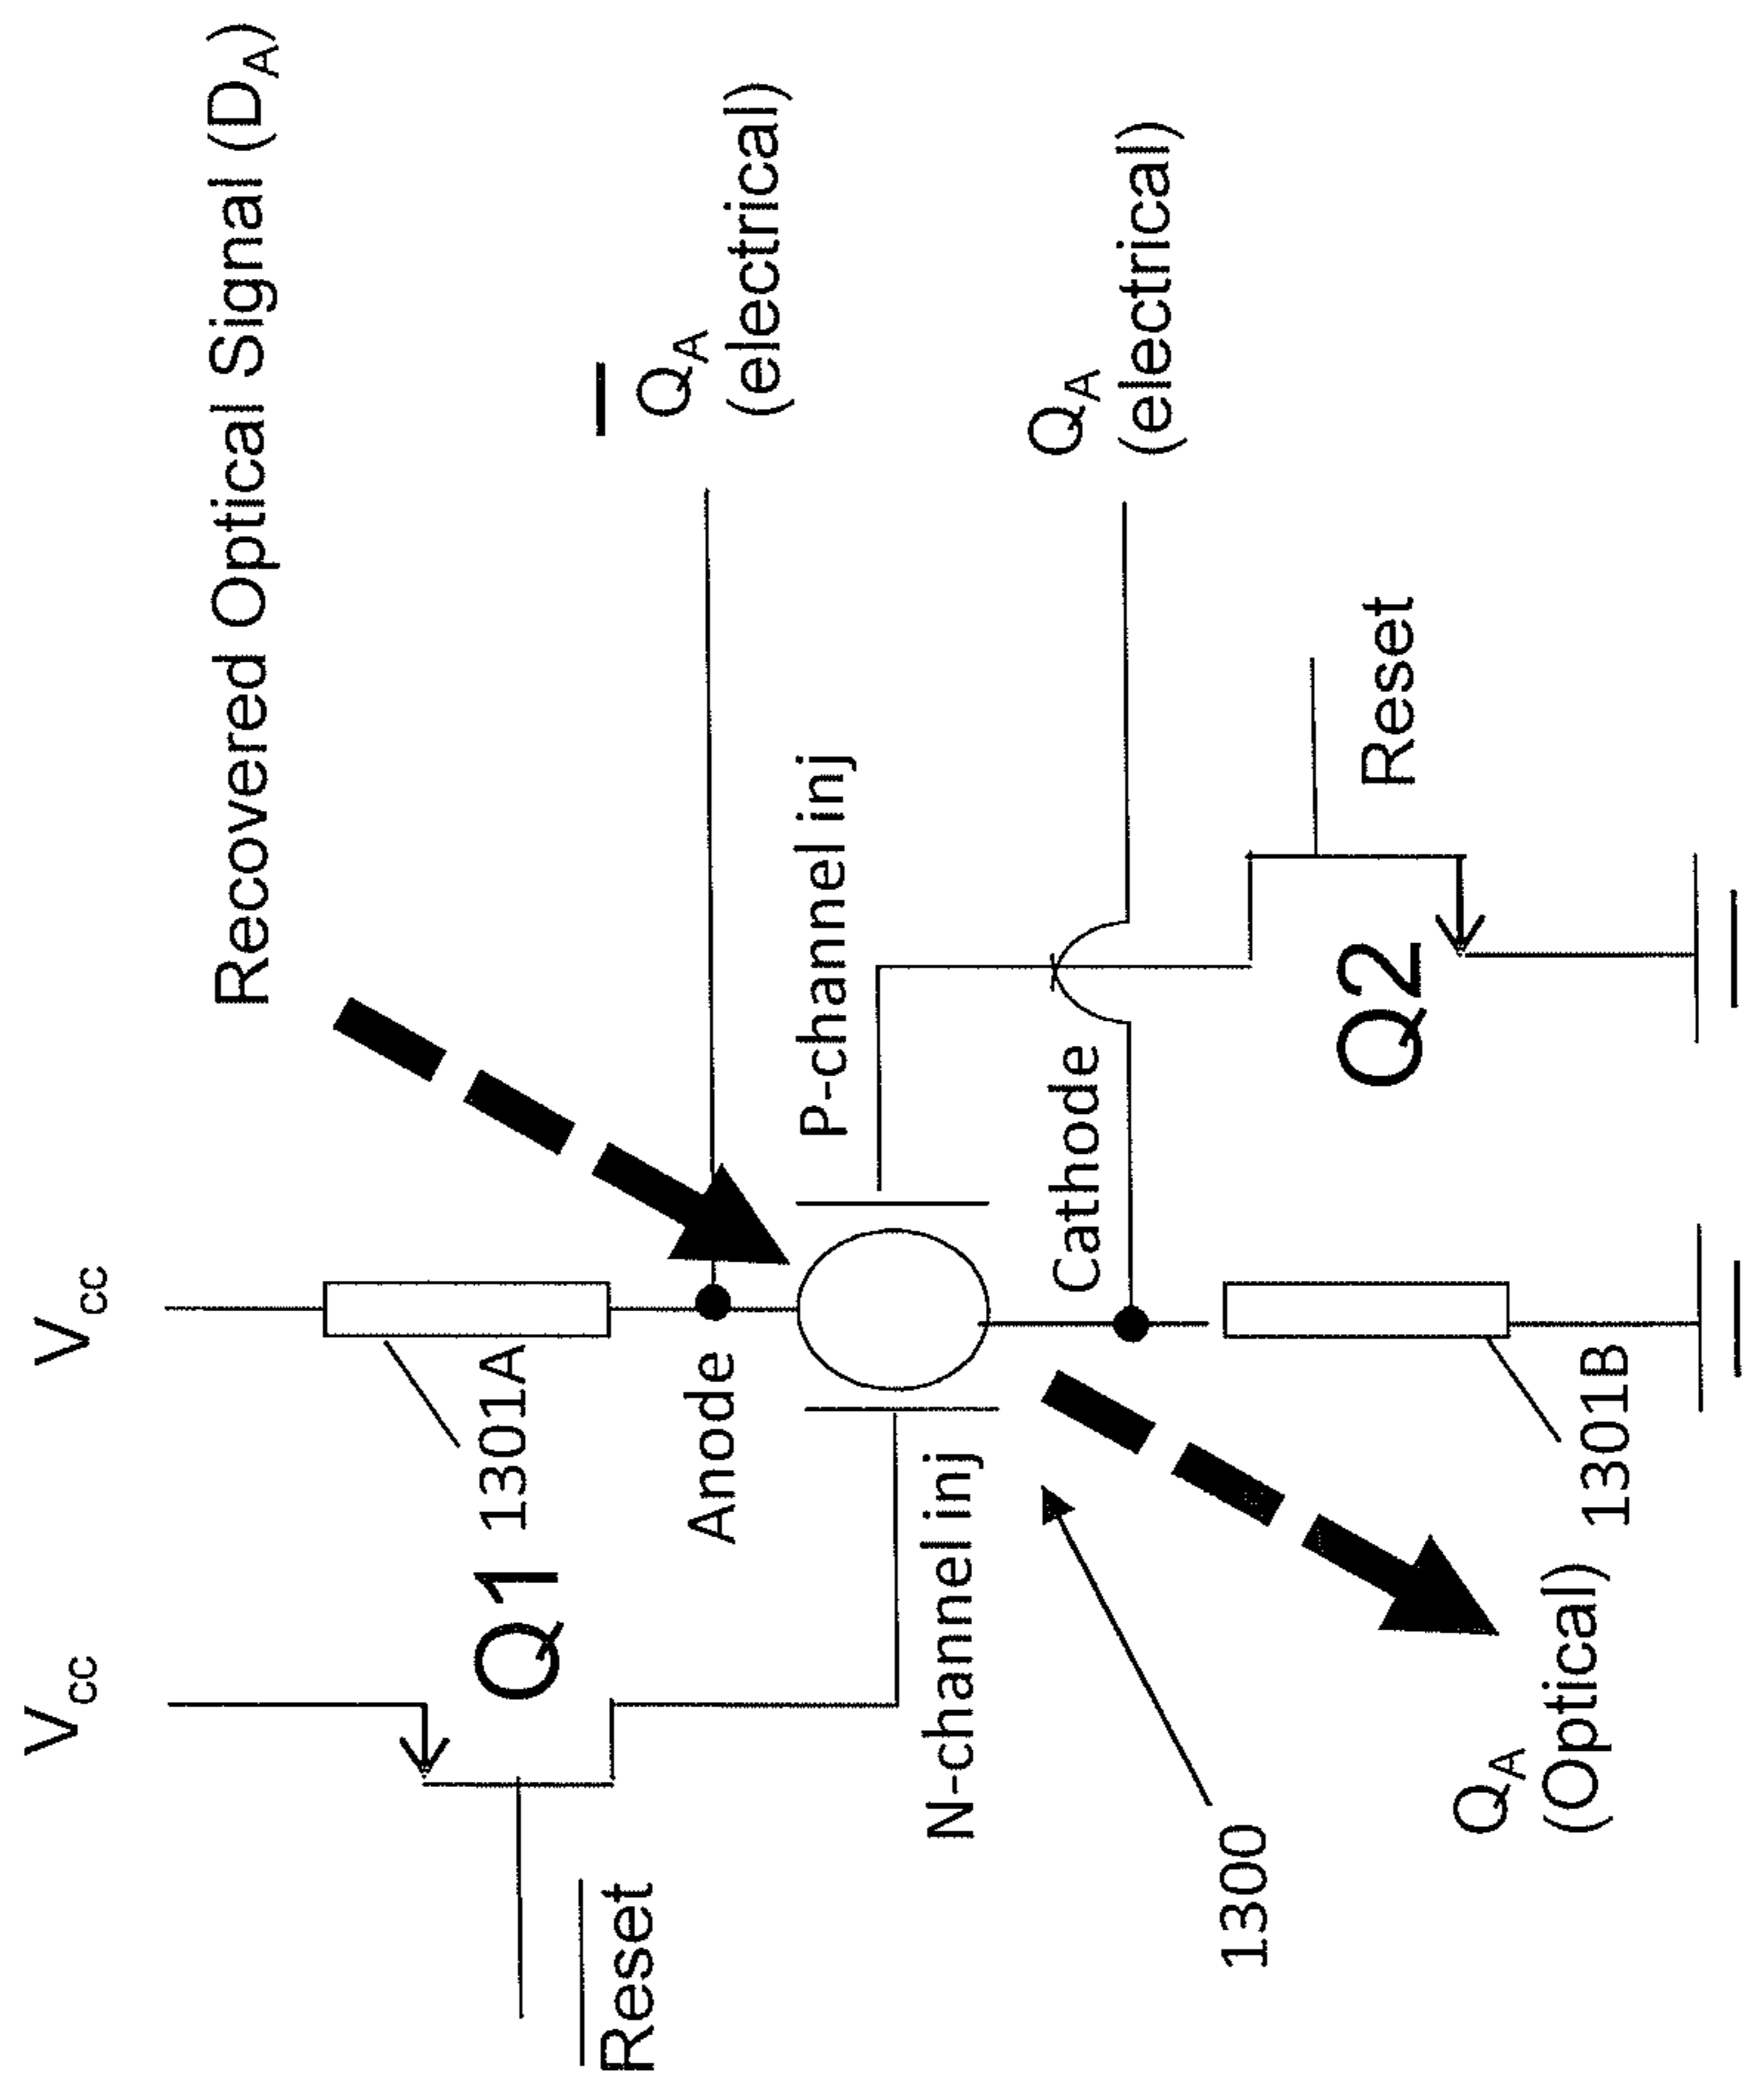 Recovered Optical Signal (D_A)
V_cc
V_cc
Q1
1301A
Anode
Q̅_A
(electrical)
P-channel inj
N-channel inj
Cathode
Q_A
(electrical)
R̅e̅s̅e̅t̅
Reset
Q2
1300
1301B
Q_A
(Optical)